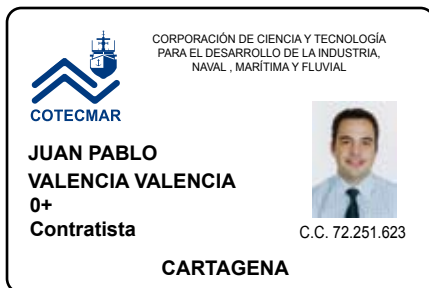 CORPORACIÓN DE CIENCIA Y TECNOLOGÍA
PARA EL DESARROLLO DE LA INDUSTRIA,
NAVAL , MARÍTIMA Y FLUVIAL
COTECMAR
JUAN PABLO
VALENCIA VALENCIA
0+
Contratista
C.C. 72.251.623
CARTAGENA